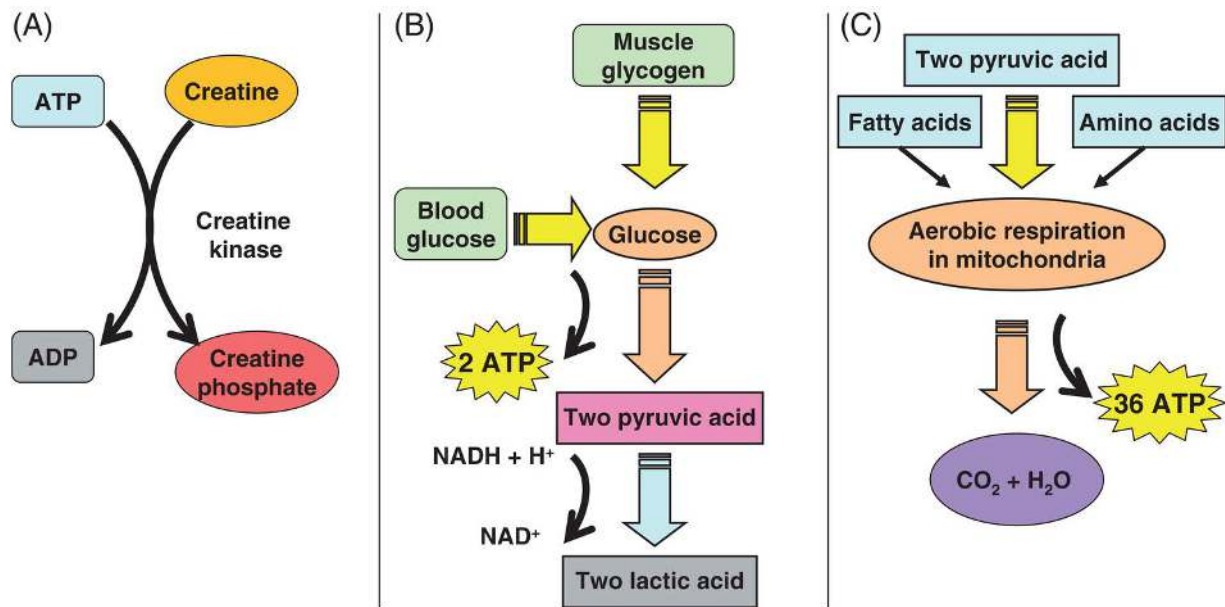 (A)
ATP
Creatine
Creatine
kinase
ADP
Creatine
phosphate
(B)
Muscle
glycogen
Blood
glucose
Glucose
2 ATP
Two pyruvic acid
NADH + H⁺
NAD⁺
Two lactic acid
(C)
Two pyruvic acid
Fatty acids
Amino acids
Aerobic respiration
in mitochondria
36 ATP
CO₂ + H₂O